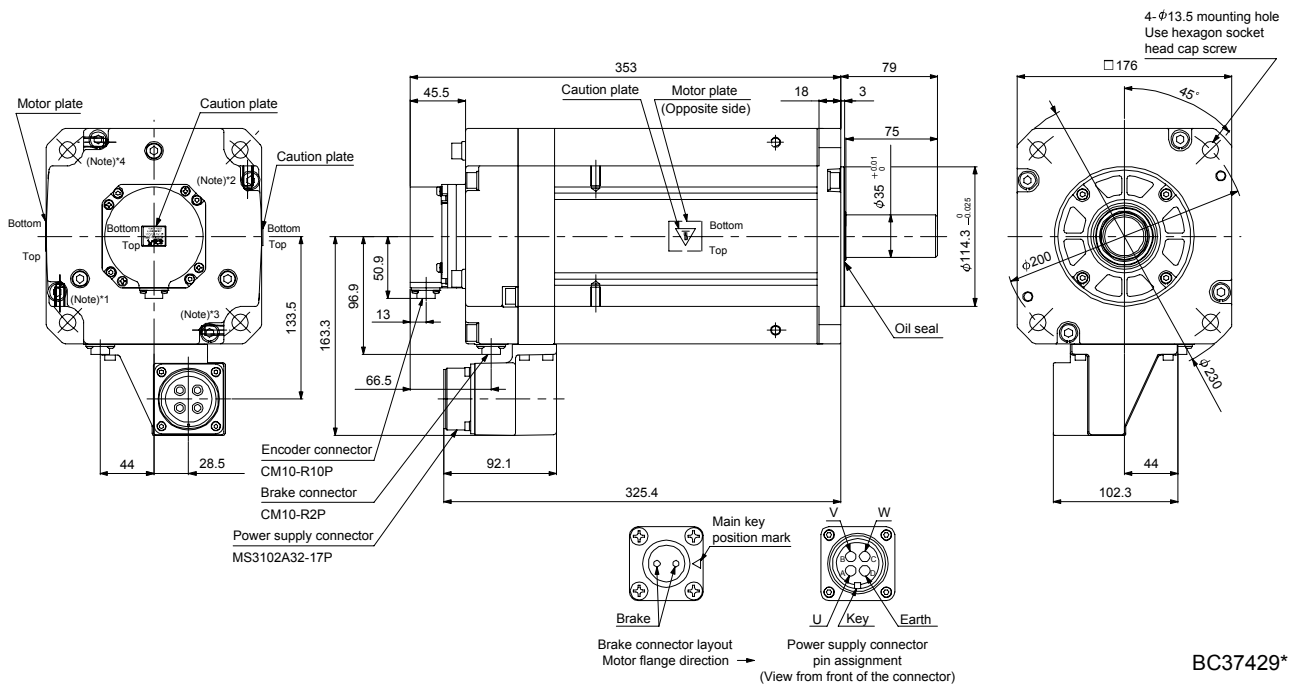 4-ϕ13.5 mounting hole
Use hexagon socket
head cap screw
353
79
□176
Motor plate
Caution plate
45.5
Caution plate
Motor plate
(Opposite side)
18
3
45°
75
(Note)*4
Caution plate
(Note)*2
ϕ35 +0.01 0
Bottom
Bottom
Top
Bottom
Top
Top
Bottom
Top
ϕ114.3 0 -0.025
50.9
96.9
163.3
133.5
ϕ200
(Note)*1
(Note)*3
13
Oil seal
66.5
ϕ230
Encoder connector
CM10-R10P
Brake connector
CM10-R2P
Power supply connector
MS3102A32-17P
44
28.5
92.1
325.4
44
102.3
Main key
position mark
V
W
B
C
A
D
Brake
U
Key
Earth
Brake connector layout
Motor flange direction →
Power supply connector
pin assignment
(View from front of the connector)
BC37429*